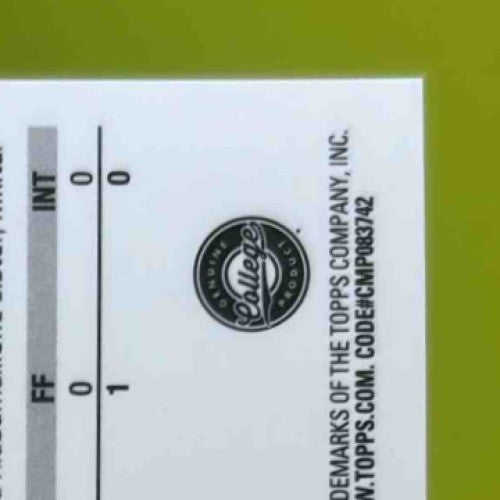 FF INT
0 0
1 0
GENUINE
College
PRODUCT
DEMARKS OF THE TOPPS COMPANY, INC.
W.TOPPS.COM. CODE#CMP083742